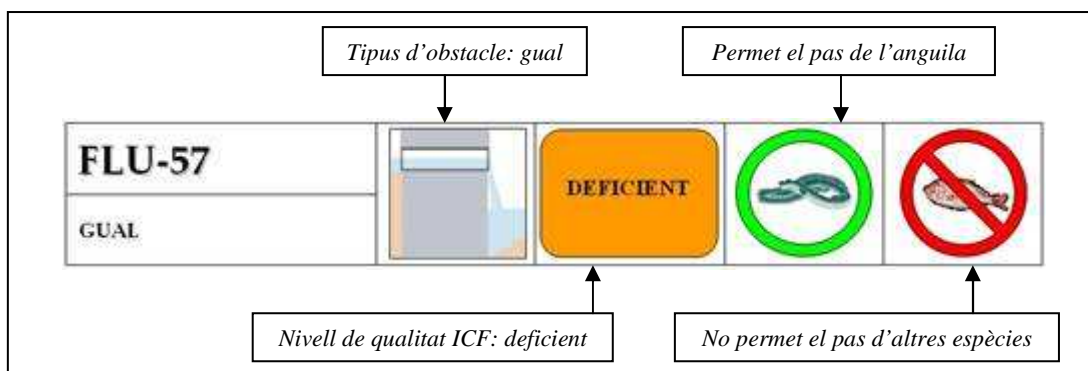 Tipus d'obstacle: gual
Permet el pas de l'anguila
FLU-57
GUAL
DEFICIENT
Nivell de qualitat ICF: deficient
No permet el pas d'altres espècies